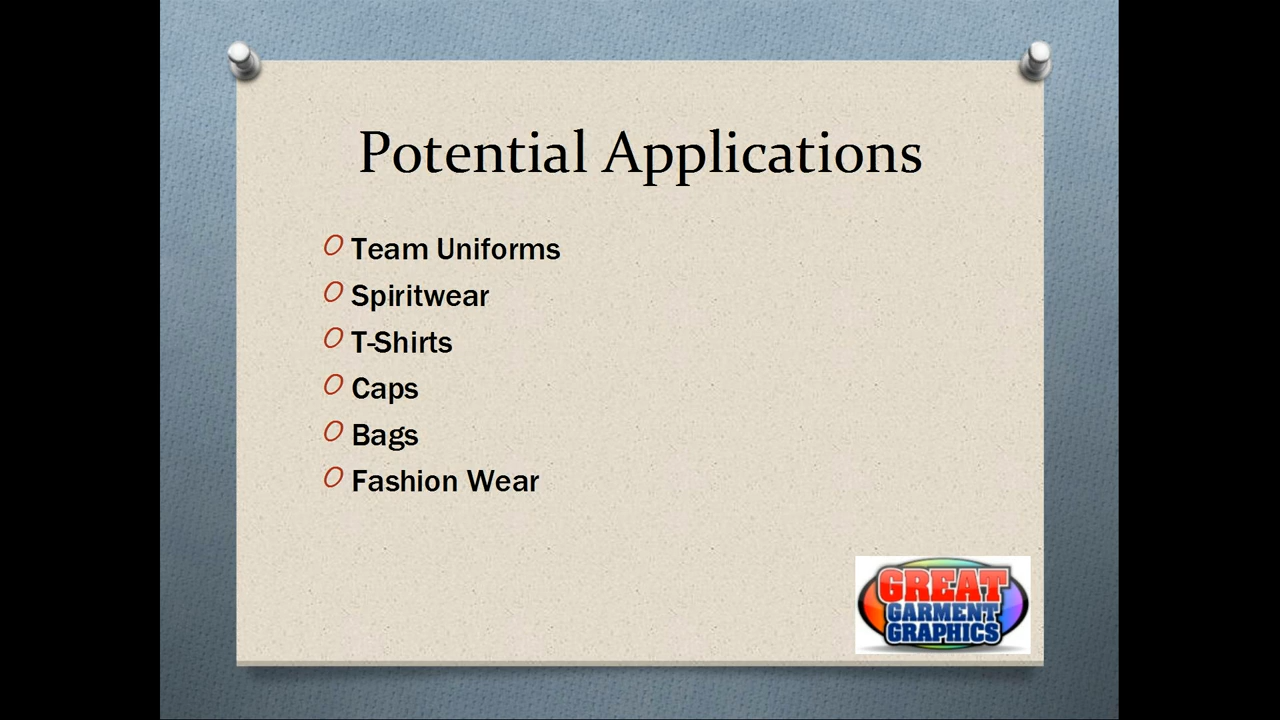 Potential Applications
O Team Uniforms
O Spiritwear
O T-Shirts
O Caps
O Bags
O Fashion Wear
GREAT
GARMENT
GRAPHICS